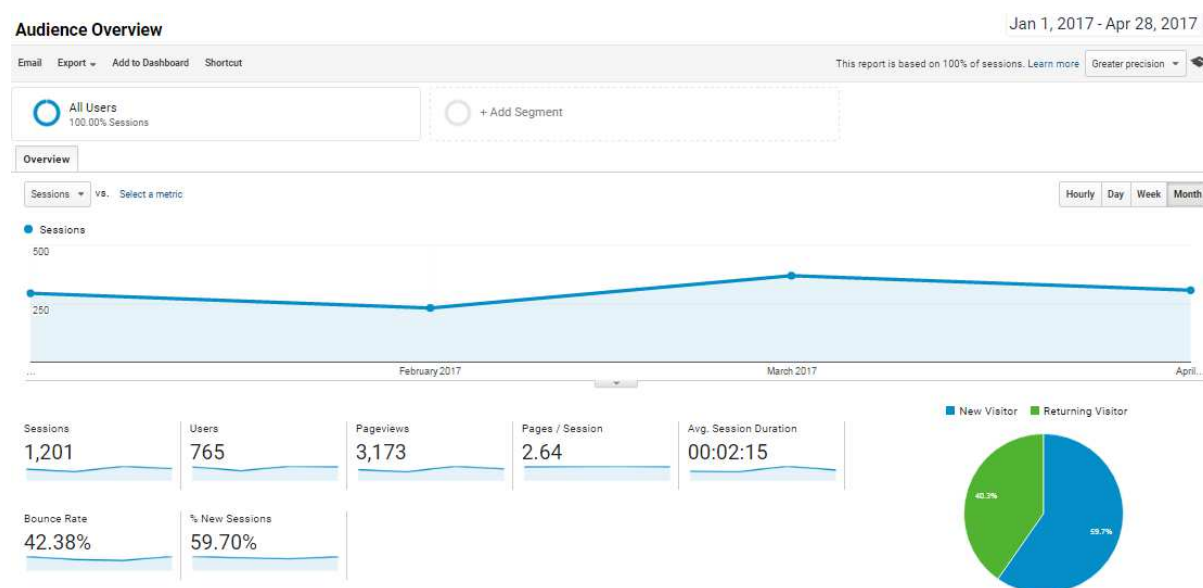 Audience Overview
Jan 1, 2017 - Apr 28, 2017
Email Export Add to Dashboard Shortcut
This report is based on 100% of sessions. Learn more Greater precision
All Users
100.00% Sessions
+ Add Segment
Overview
Sessions vs. Select a metric
Hourly Day Week Month
Sessions
500
250
... February 2017 March 2017 April...
New Visitor Returning Visitor
Sessions Users Pageviews Pages / Session Avg. Session Duration
1,201 765 3,173 2.64 00:02:15
40.3%
59.7%
Bounce Rate % New Sessions
42.38% 59.70%